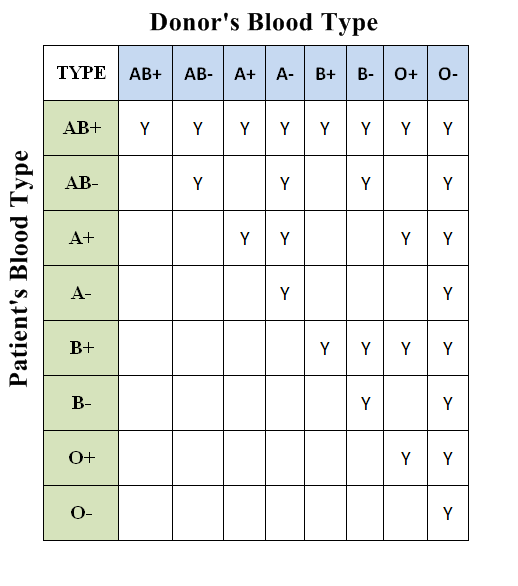 Donor's Blood Type
Patient's Blood Type
TYPE AB+ AB- A+ A- B+ B- O+ O-
AB+ Y Y Y Y Y Y Y Y
AB- Y Y Y Y
A+ Y Y Y Y
A- Y Y
B+ Y Y Y Y
B- Y Y
O+ Y Y
O- Y